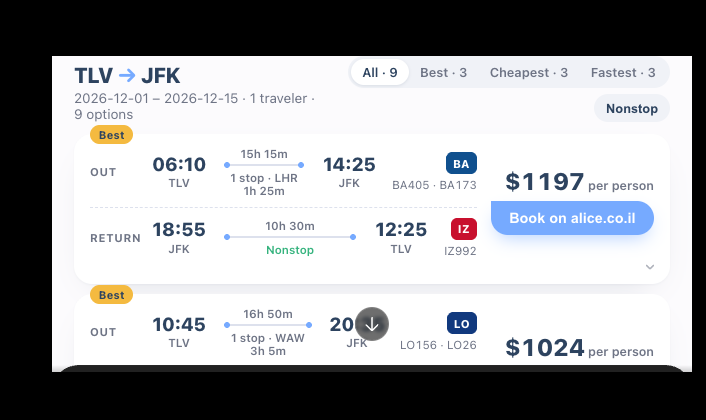 TLV → JFK
All · 9
Best · 3
Cheapest · 3
Fastest · 3
2026-12-01 – 2026-12-15 · 1 traveler ·
9 options
Nonstop
Best
OUT
06:10
TLV
15h 15m
1 stop · LHR
1h 25m
14:25
JFK
BA
BA405 · BA173
$1197 per person
Book on alice.co.il
RETURN
18:55
JFK
10h 30m
Nonstop
12:25
TLV
IZ
IZ992
Best
OUT
10:45
TLV
16h 50m
1 stop · WAW
3h 5m
20
JFK
LO
LO156 · LO26
$1024 per person